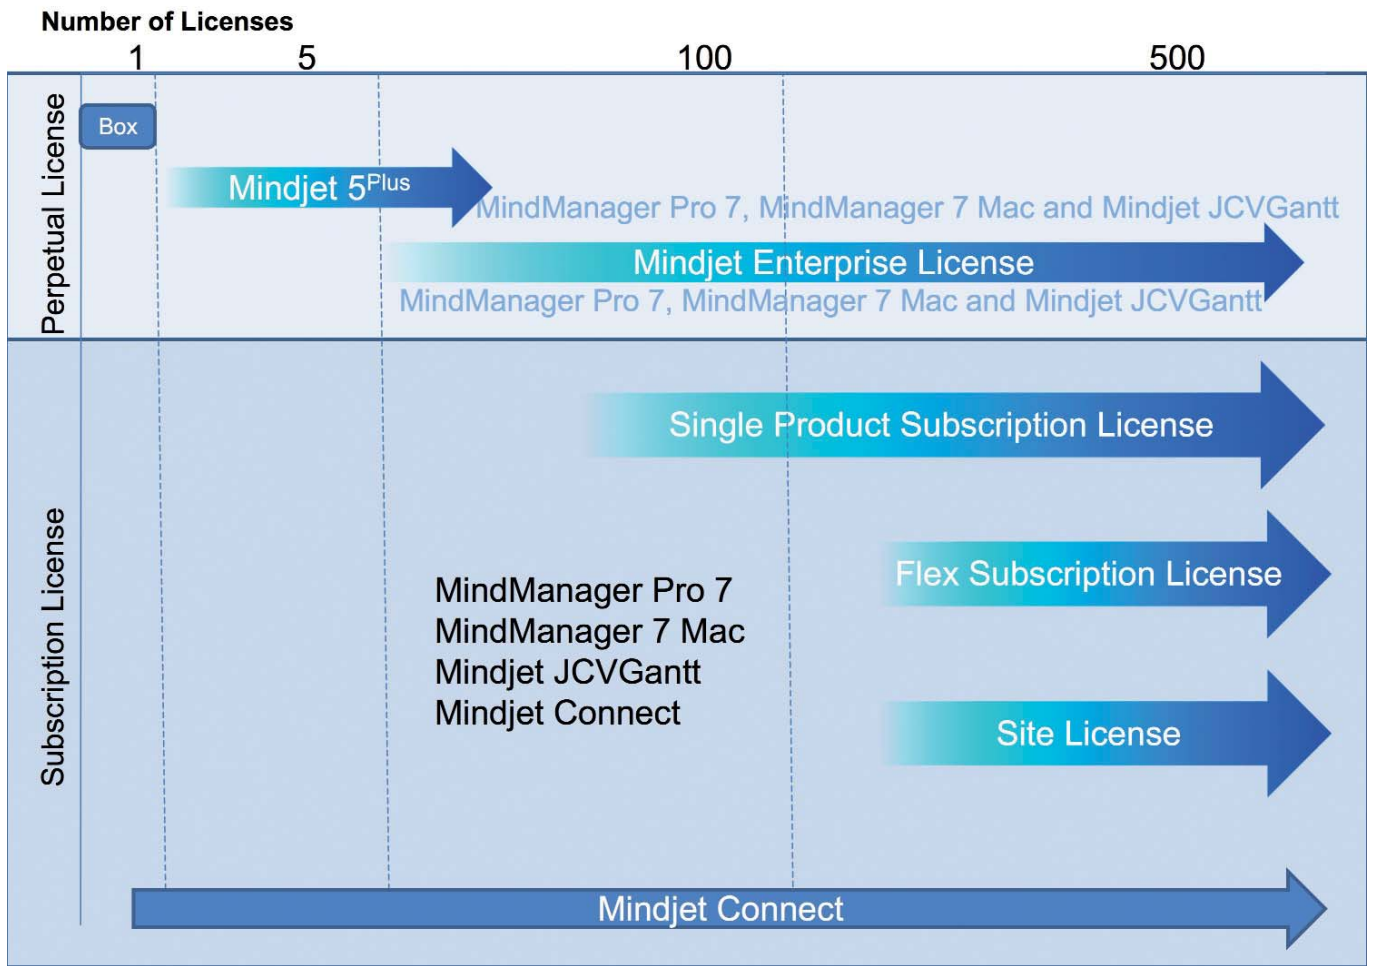 Number of Licenses
1 5 100 500
Perpetual License
Box
Mindjet 5Plus
MindManager Pro 7, MindManager 7 Mac and Mindjet JCVGantt
Mindjet Enterprise License
MindManager Pro 7, MindManager 7 Mac and Mindjet JCVGantt
Subscription License
Single Product Subscription License
Flex Subscription License
MindManager Pro 7
MindManager 7 Mac
Mindjet JCVGantt
Mindjet Connect
Site License
Mindjet Connect